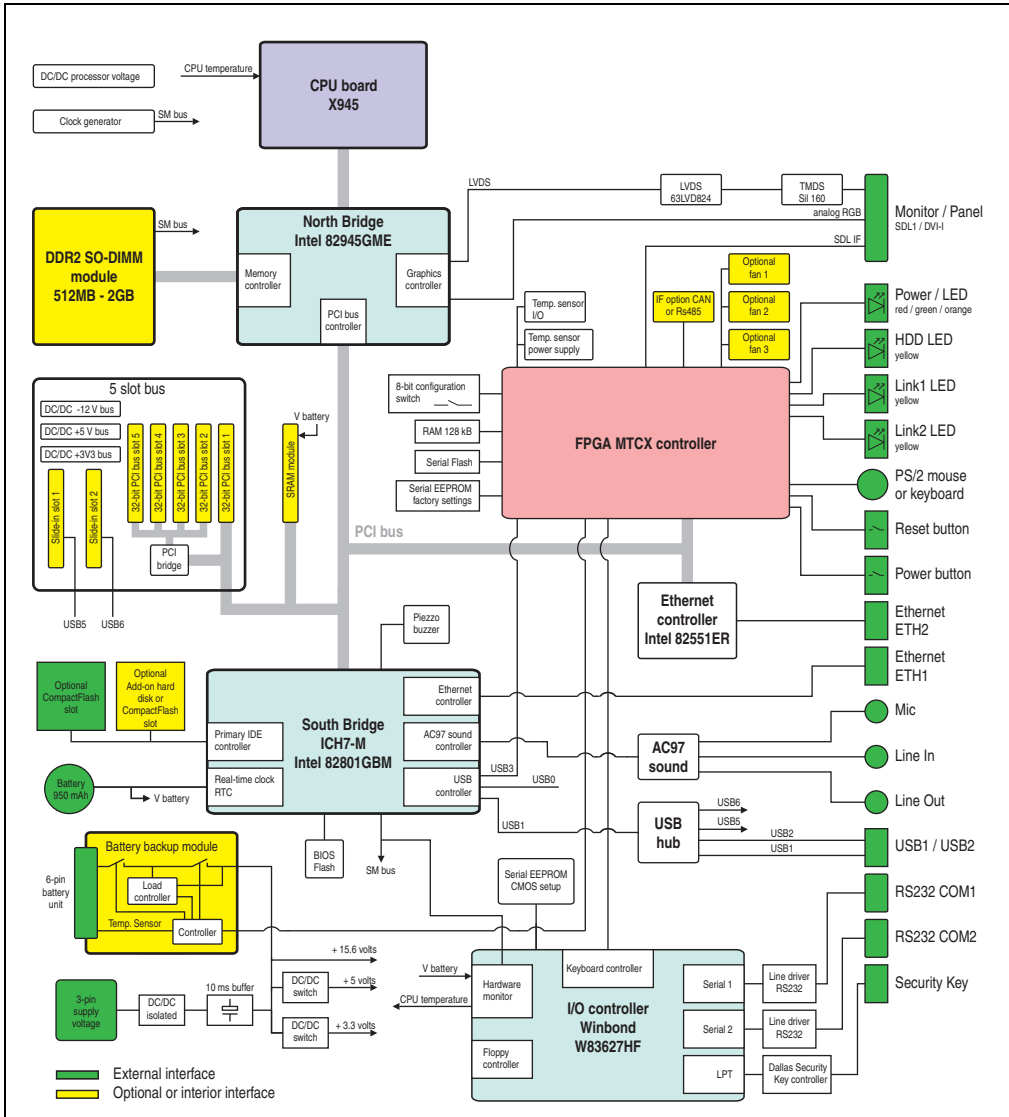 DC/DC processor voltage
CPU temperature
Clock generator
SM bus
CPU board
X945
DDR2 SO-DIMM
module
512MB - 2GB
SM bus
North Bridge
Intel 82945GME
Memory
controller
Graphics
controller
PCI bus
controller
LVDS
LVDS
63LVD824
TMDS
Sil 160
analog RGB
SDL IF
Monitor / Panel
SDL1 / DVI-I
Temp. sensor
I/O
Temp. sensor
power supply
IF option CAN
or Rs485
Optional
fan 1
Optional
fan 2
Optional
fan 3
Power / LED
red / green / orange
HDD LED
yellow
Link1 LED
yellow
Link2 LED
yellow
PS/2 mouse
or keyboard
Reset button
Power button
8-bit configuration
switch
RAM 128 kB
Serial Flash
Serial EEPROM
factory settings
FPGA MTCX controller
5 slot bus
DC/DC -12 V bus
DC/DC +5 V bus
DC/DC +3V3 bus
Slide-in slot 1
Slide-in slot 2
32-bit PCI bus slot 5
32-bit PCI bus slot 4
32-bit PCI bus slot 3
32-bit PCI bus slot 2
32-bit PCI bus slot 1
PCI
bridge
USB5
USB6
V battery
SRAM module
PCI bus
Ethernet
controller
Intel 82551ER
Ethernet
ETH2
Ethernet
ETH1
Piezzo
buzzer
Optional
CompactFlash
slot
Optional
Add-on hard
disk or
CompactFlash
slot
South Bridge
ICH7-M
Intel 82801GBM
Primary IDE
controller
Real-time clock
RTC
Ethernet
controller
AC97 sound
controller
USB
controller
USB3
USB0
USB1
Battery
950 mAh
V battery
AC97
sound
Mic
Line In
Line Out
USB
hub
USB6
USB5
USB2
USB1
USB1 / USB2
BIOS
Flash
SM bus
Serial EEPROM
CMOS setup
Battery backup module
6-pin
battery
unit
Load
controller
Temp. Sensor
Controller
+ 15.6 volts
3-pin
supply
voltage
DC/DC
isolated
10 ms buffer
DC/DC
switch
+ 5 volts
DC/DC
switch
+ 3.3 volts
V battery
CPU temperature
Hardware
monitor
Keyboard controller
Floppy
controller
I/O controller
Winbond
W83627HF
Serial 1
Serial 2
LPT
Line driver
RS232
Line driver
RS232
Dallas Security
Key controller
RS232 COM1
RS232 COM2
Security Key
External interface
Optional or interior interface